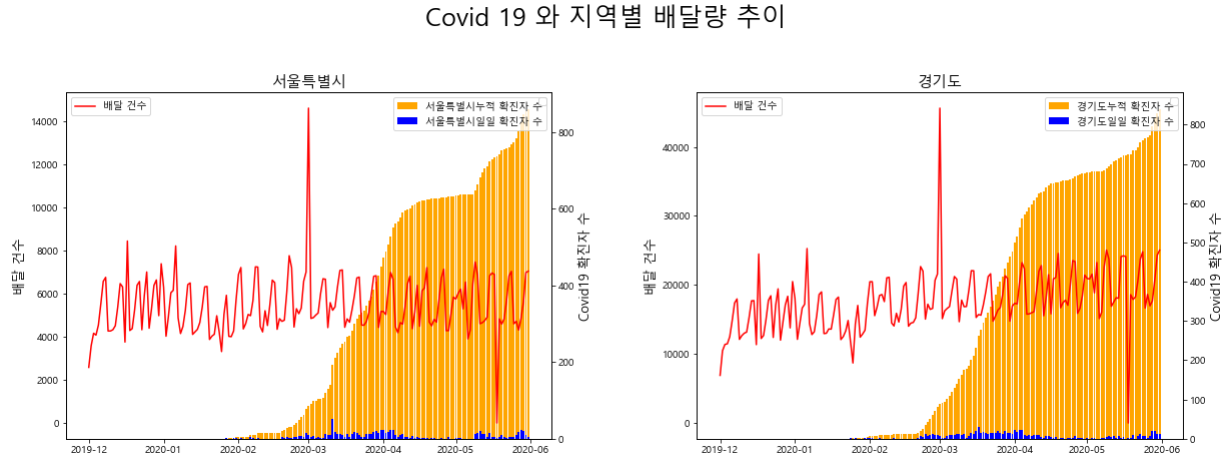 Covid 19 와 지역별 배달량 추이
서울특별시
배달 건수
서울특별시누적 확진자 수
서울특별시일일 확진자 수
14000
12000
10000
8000
6000
4000
2000
0
배달 건수
800
600
400
200
0
Covid19 확진자 수
2019-12 2020-01 2020-02 2020-03 2020-04 2020-05 2020-06
경기도
배달 건수
경기도누적 확진자 수
경기도일일 확진자 수
40000
30000
20000
10000
0
배달 건수
800
700
600
500
400
300
200
100
0
Covid19 확진자 수
2019-12 2020-01 2020-02 2020-03 2020-04 2020-05 2020-06